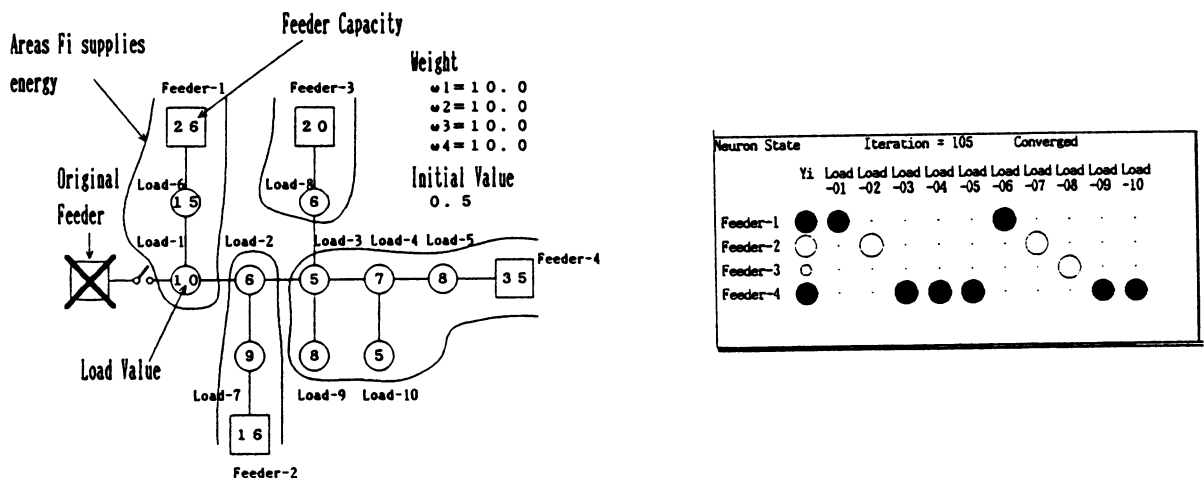 Feeder Capacity
Areas Fi supplies
energy
Weight
ω1=10.0
ω2=10.0
ω3=10.0
ω4=10.0
Initial Value
0.5
Feeder-1
Feeder-3
26
20
Original
Feeder
Load-6
15
Load-8
6
Load-1
Load-2
Load-3
Load-4
Load-5
Feeder-4
10
6
5
7
8
35
9
8
5
Load Value
Load-7
Load-9
Load-10
16
Feeder-2
Neuron State Iteration = 105 Converged
Yi Load Load Load Load Load Load Load Load Load Load
-01 -02 -03 -04 -05 -06 -07 -08 -09 -10
Feeder-1
Feeder-2
Feeder-3
Feeder-4